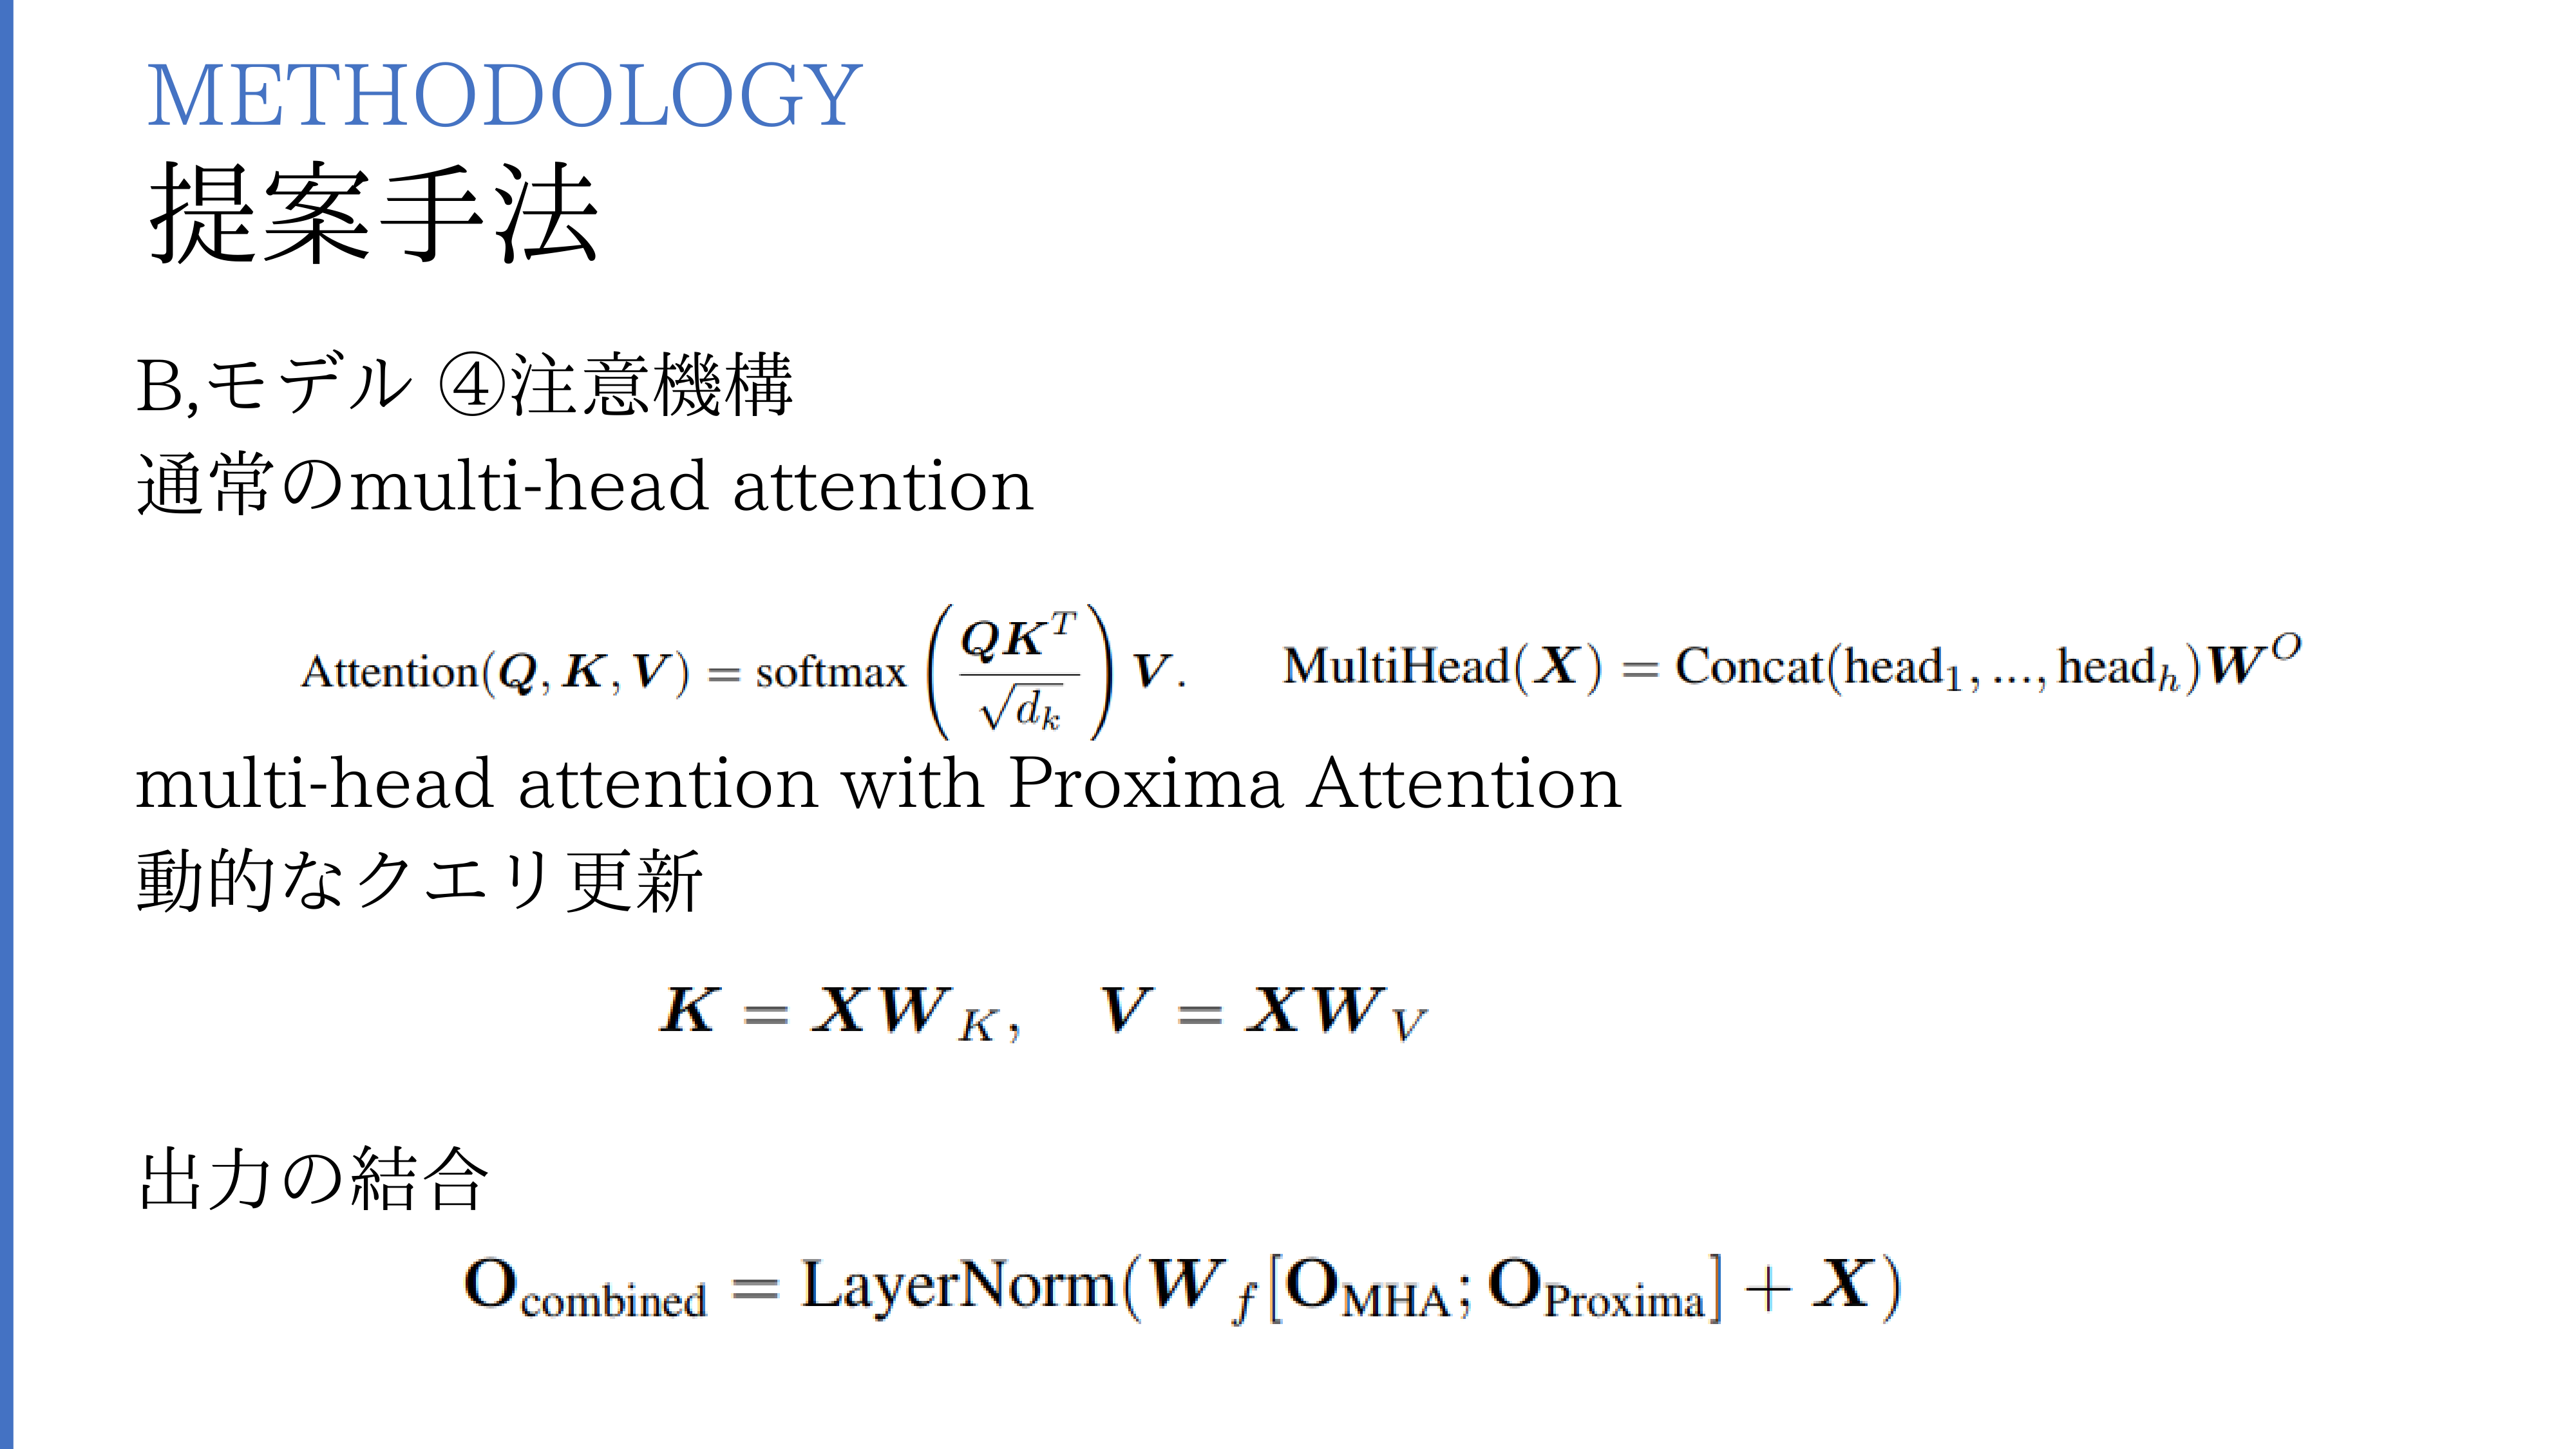 METHODOLOGY
提案手法
B,モデル ④注意機構
通常のmulti-head attention
Attention(Q, K, V) = softmax(QK^T / √d_k) V. MultiHead(X) = Concat(head_1, ..., head_h)W^O
multi-head attention with Proxima Attention
動的なクエリ更新
K = XW_K, V = XW_V
出力の結合
O_combined = LayerNorm(W_f[O_MHA; O_Proxima] + X)